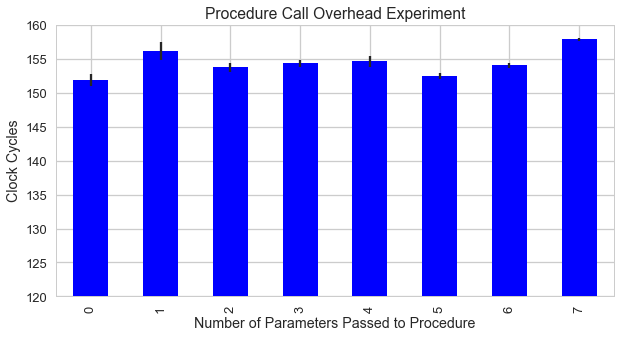 Procedure Call Overhead Experiment
160
155
150
145
140
135
130
125
120
Clock Cycles
0 1 2 3 4 5 6 7
Number of Parameters Passed to Procedure